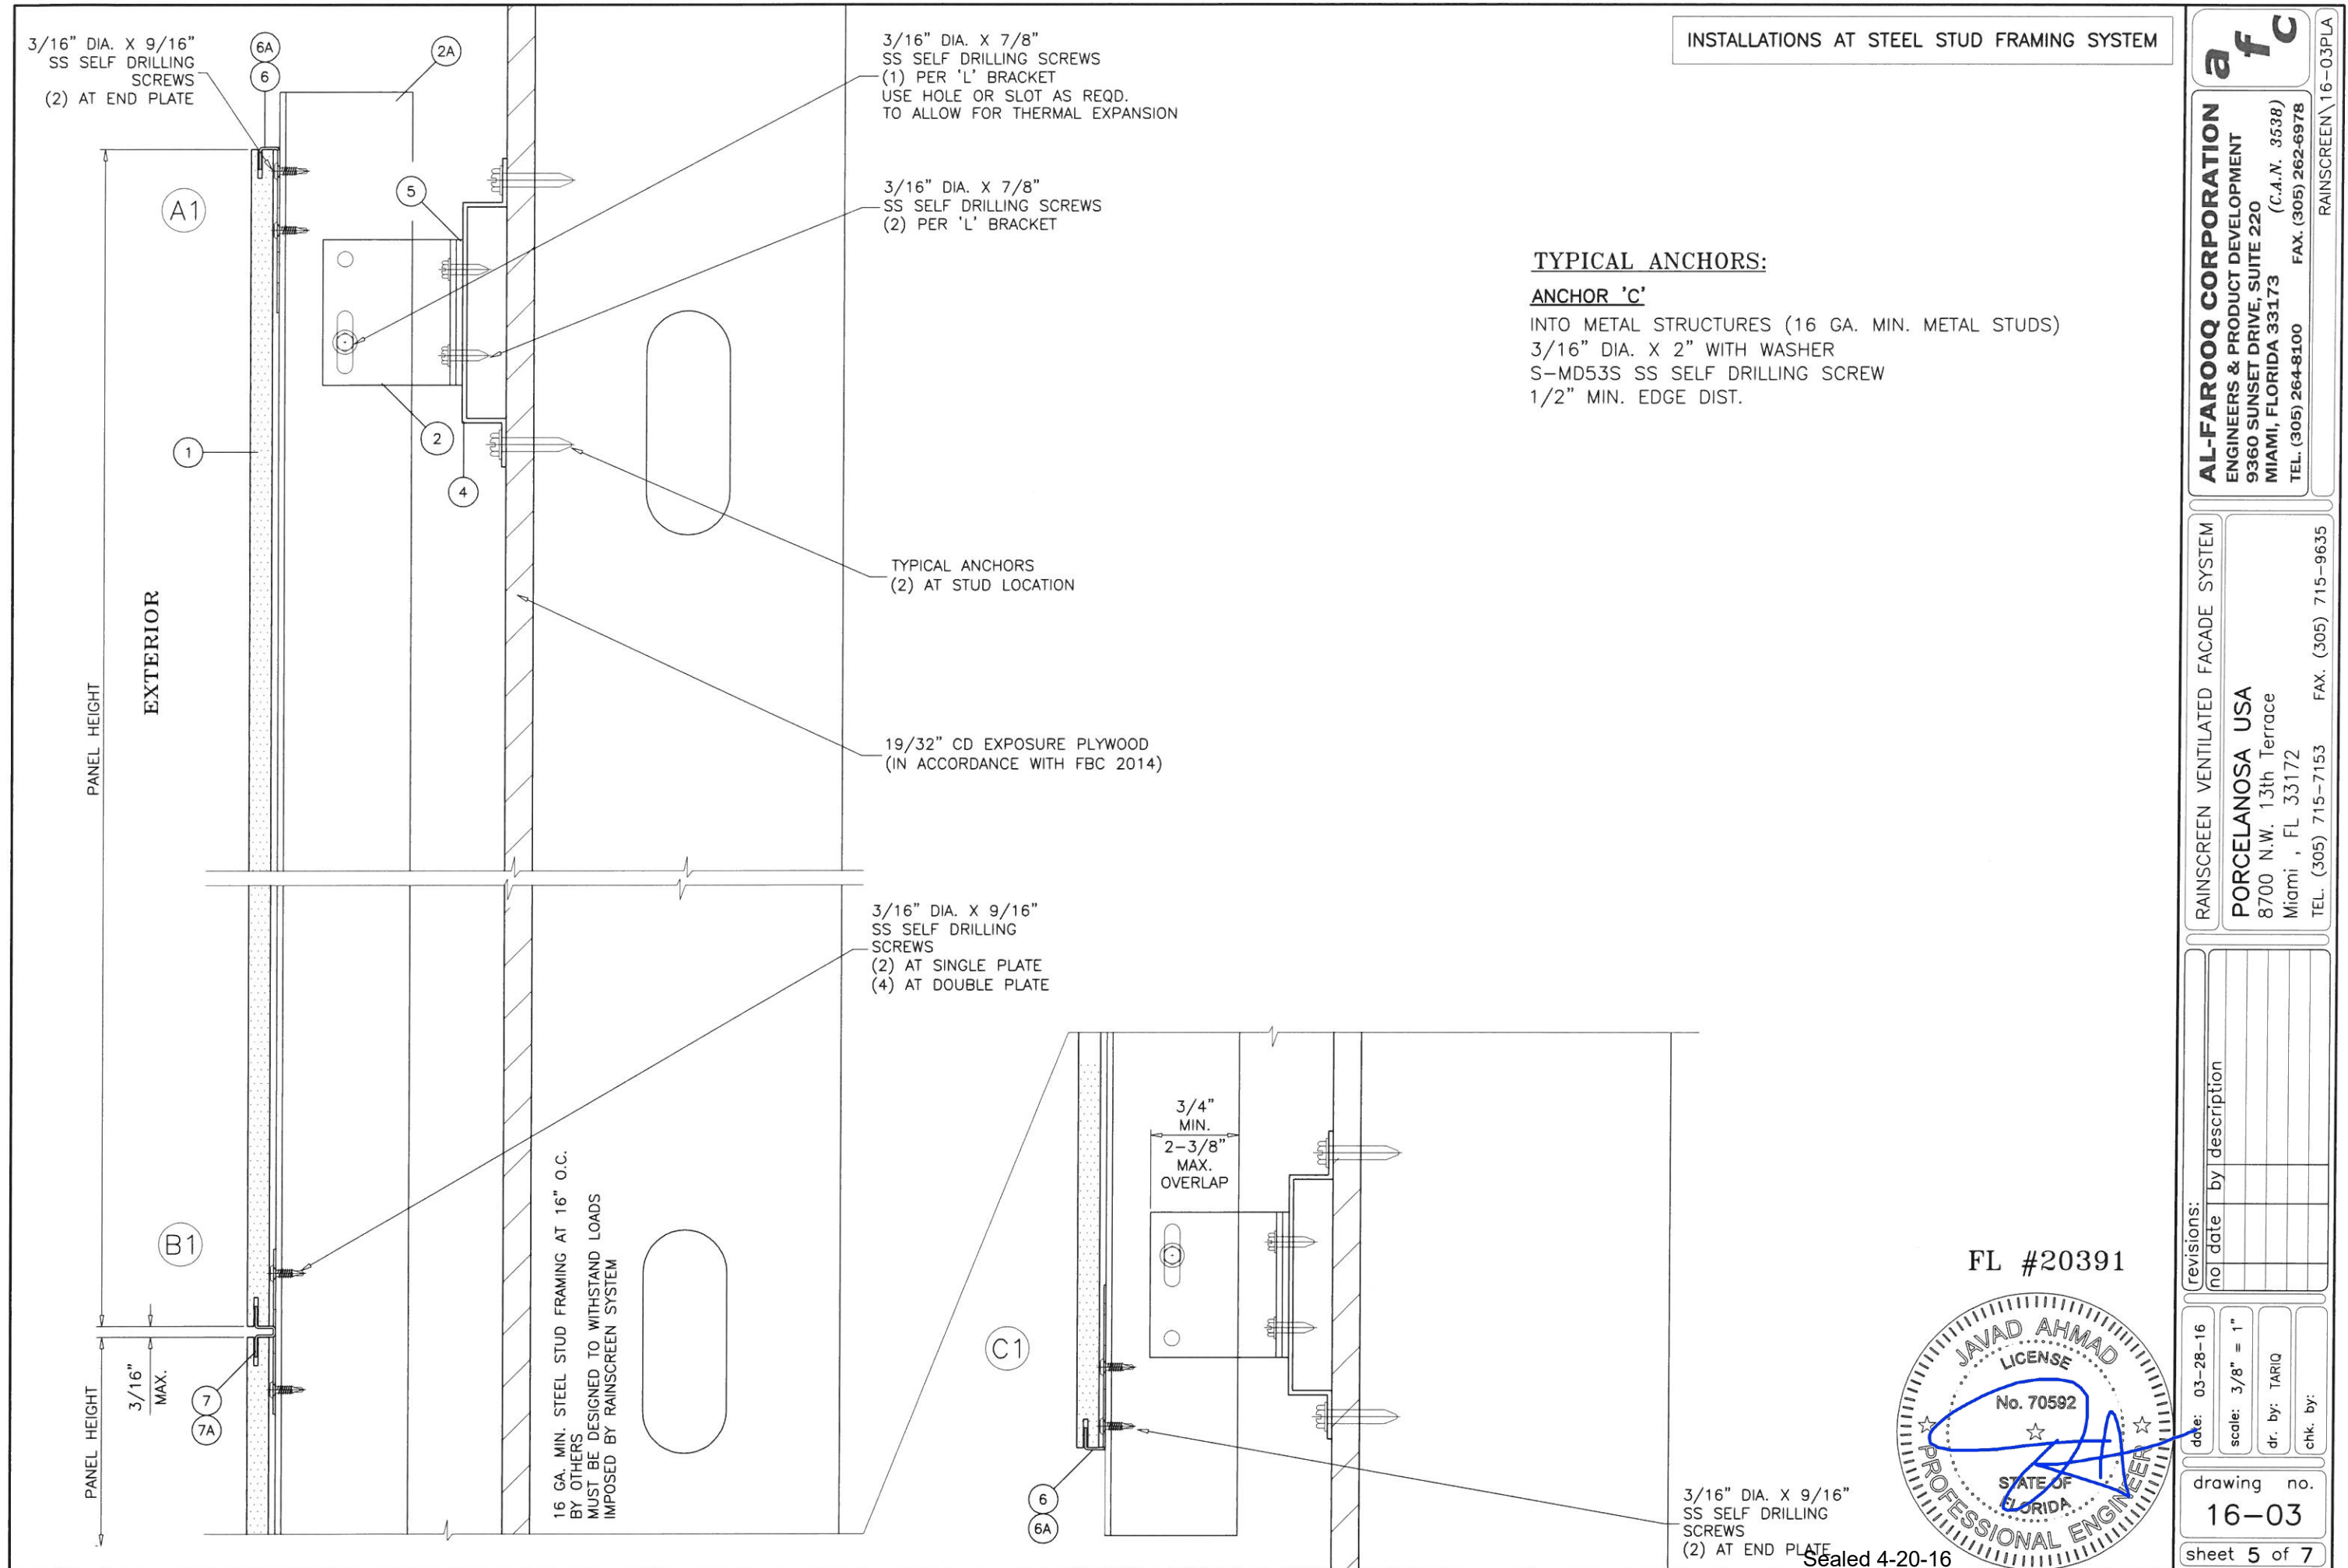 INSTALLATIONS AT STEEL STUD FRAMING SYSTEM
3/16" DIA. X 9/16"
SS SELF DRILLING
SCREWS
(2) AT END PLATE
6A
6
2A
3/16" DIA. X 7/8"
SS SELF DRILLING SCREWS
(1) PER 'L' BRACKET
USE HOLE OR SLOT AS REQD.
TO ALLOW FOR THERMAL EXPANSION
A1
5
3/16" DIA. X 7/8"
SS SELF DRILLING SCREWS
(2) PER 'L' BRACKET
TYPICAL ANCHORS:
ANCHOR 'C'
INTO METAL STRUCTURES (16 GA. MIN. METAL STUDS)
3/16" DIA. X 2" WITH WASHER
S-MD53S SS SELF DRILLING SCREW
1/2" MIN. EDGE DIST.
1
2
4
TYPICAL ANCHORS
(2) AT STUD LOCATION
EXTERIOR
PANEL HEIGHT
19/32" CD EXPOSURE PLYWOOD
(IN ACCORDANCE WITH FBC 2014)
3/16" DIA. X 9/16"
SS SELF DRILLING
SCREWS
(2) AT SINGLE PLATE
(4) AT DOUBLE PLATE
B1
3/16"
MAX.
PANEL HEIGHT
7
7A
16 GA. MIN. STEEL STUD FRAMING AT 16" O.C.
BY OTHERS
MUST BE DESIGNED TO WITHSTAND LOADS
IMPOSED BY RAINSCREEN SYSTEM
3/4"
MIN.
2-3/8"
MAX.
OVERLAP
C1
6
6A
3/16" DIA. X 9/16"
SS SELF DRILLING
SCREWS
(2) AT END PLATE
FL #20391
JAVAD AHMAD
LICENSE
No. 70592
STATE OF
FLORIDA
PROFESSIONAL ENGINEER
Sealed 4-20-16
afc
AL-FAROOQ CORPORATION
ENGINEERS & PRODUCT DEVELOPMENT
9360 SUNSET DRIVE, SUITE 220
MIAMI, FLORIDA 33173 (C.A.N. 3538)
TEL. (305) 264-8100 FAX. (305) 262-6978
RAINSCREEN\16-03PLA
RAINSCREEN VENTILATED FACADE SYSTEM
PORCELANOSA USA
8700 N.W. 13th Terrace
Miami , FL 33172
TEL. (305) 715-7153 FAX. (305) 715-9635
revisions:
no date by description
date: 03-28-16
scale: 3/8" = 1"
dr. by: TARIQ
chk. by:
drawing no.
16-03
sheet 5 of 7